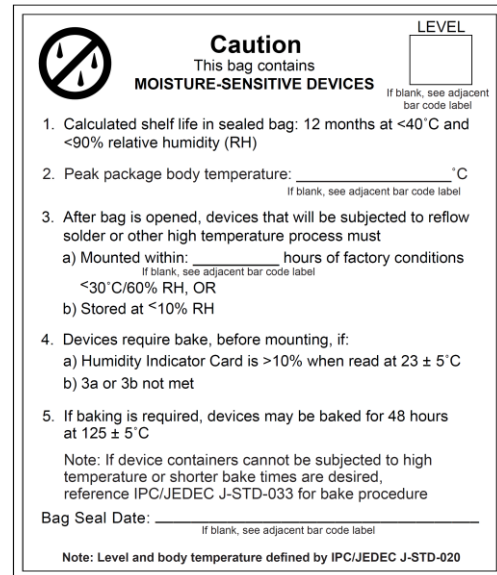 LEVEL
Caution
This bag contains
MOISTURE-SENSITIVE DEVICES
If blank, see adjacent
bar code label
1. Calculated shelf life in sealed bag: 12 months at <40˚C and
<90% relative humidity (RH)
2. Peak package body temperature: ____________________˚C
If blank, see adjacent bar code label
3. After bag is opened, devices that will be subjected to reflow
solder or other high temperature process must
a) Mounted within: ___________ hours of factory conditions
If blank, see adjacent bar code label
<30˚C/60% RH, OR
b) Stored at <10% RH
4. Devices require bake, before mounting, if:
a) Humidity Indicator Card is >10% when read at 23 ± 5˚C
b) 3a or 3b not met
5. If baking is required, devices may be baked for 48 hours
at 125 ± 5˚C
Note: If device containers cannot be subjected to high
temperature or shorter bake times are desired,
reference IPC/JEDEC J-STD-033 for bake procedure
Bag Seal Date: ____________________________________________
If blank, see adjacent bar code label
Note: Level and body temperature defined by IPC/JEDEC J-STD-020